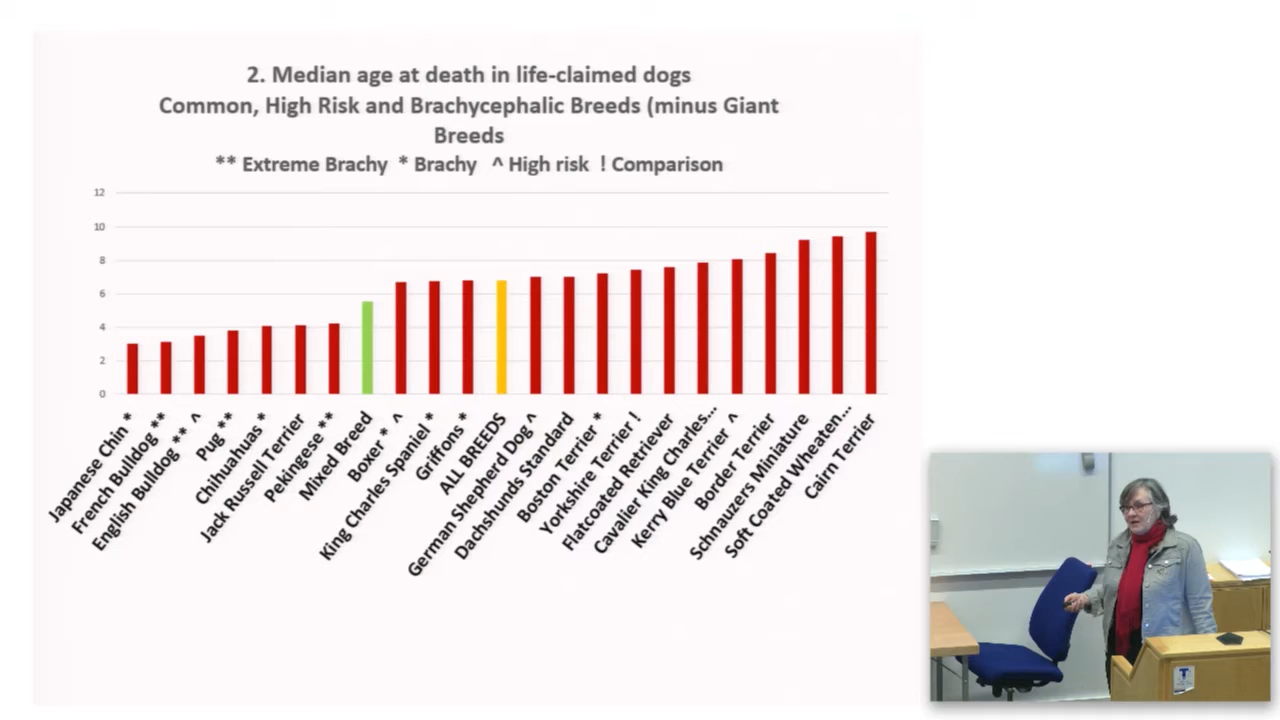 2. Median age at death in life-claimed dogs
Common, High Risk and Brachycephalic Breeds (minus Giant
Breeds
** Extreme Brachy * Brachy ^ High risk ! Comparison
12
10
8
6
4
2
0
Japanese Chin *
French Bulldog **
English Bulldog ** ^
Pug **
Chihuahuas *
Jack Russell Terrier
Pekingese **
Mixed Breed
Boxer * ^
King Charles Spaniel *
Griffons *
ALL BREEDS
German Shepherd Dog ^
Dachshunds Standard
Boston Terrier *
Yorkshire Terrier !
Flatcoated Retriever
Cavalier King Charles...
Kerry Blue Terrier ^
Border Terrier
Schnauzers Miniature
Soft Coated Wheaten...
Cairn Terrier